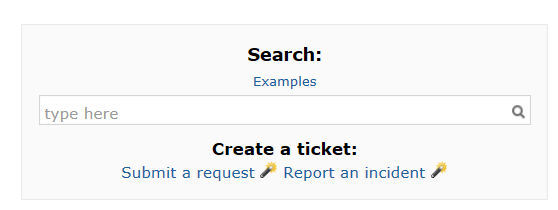 Search:
Examples
type here
Create a ticket:
Submit a request Report an incident